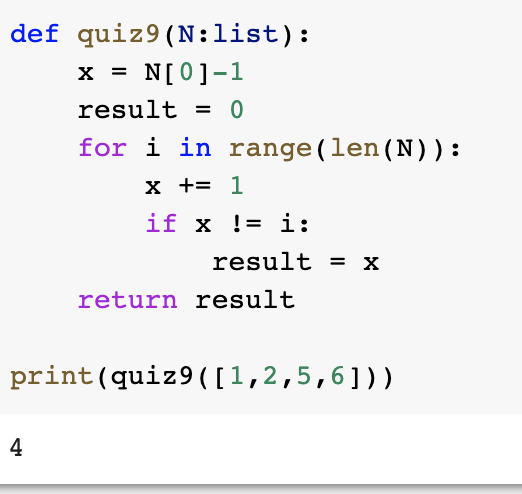 def quiz9(N:list):
    x = N[0]-1
    result = 0
    for i in range(len(N)):
        x += 1
        if x != i:
            result = x
    return result

print(quiz9([1,2,5,6]))
4